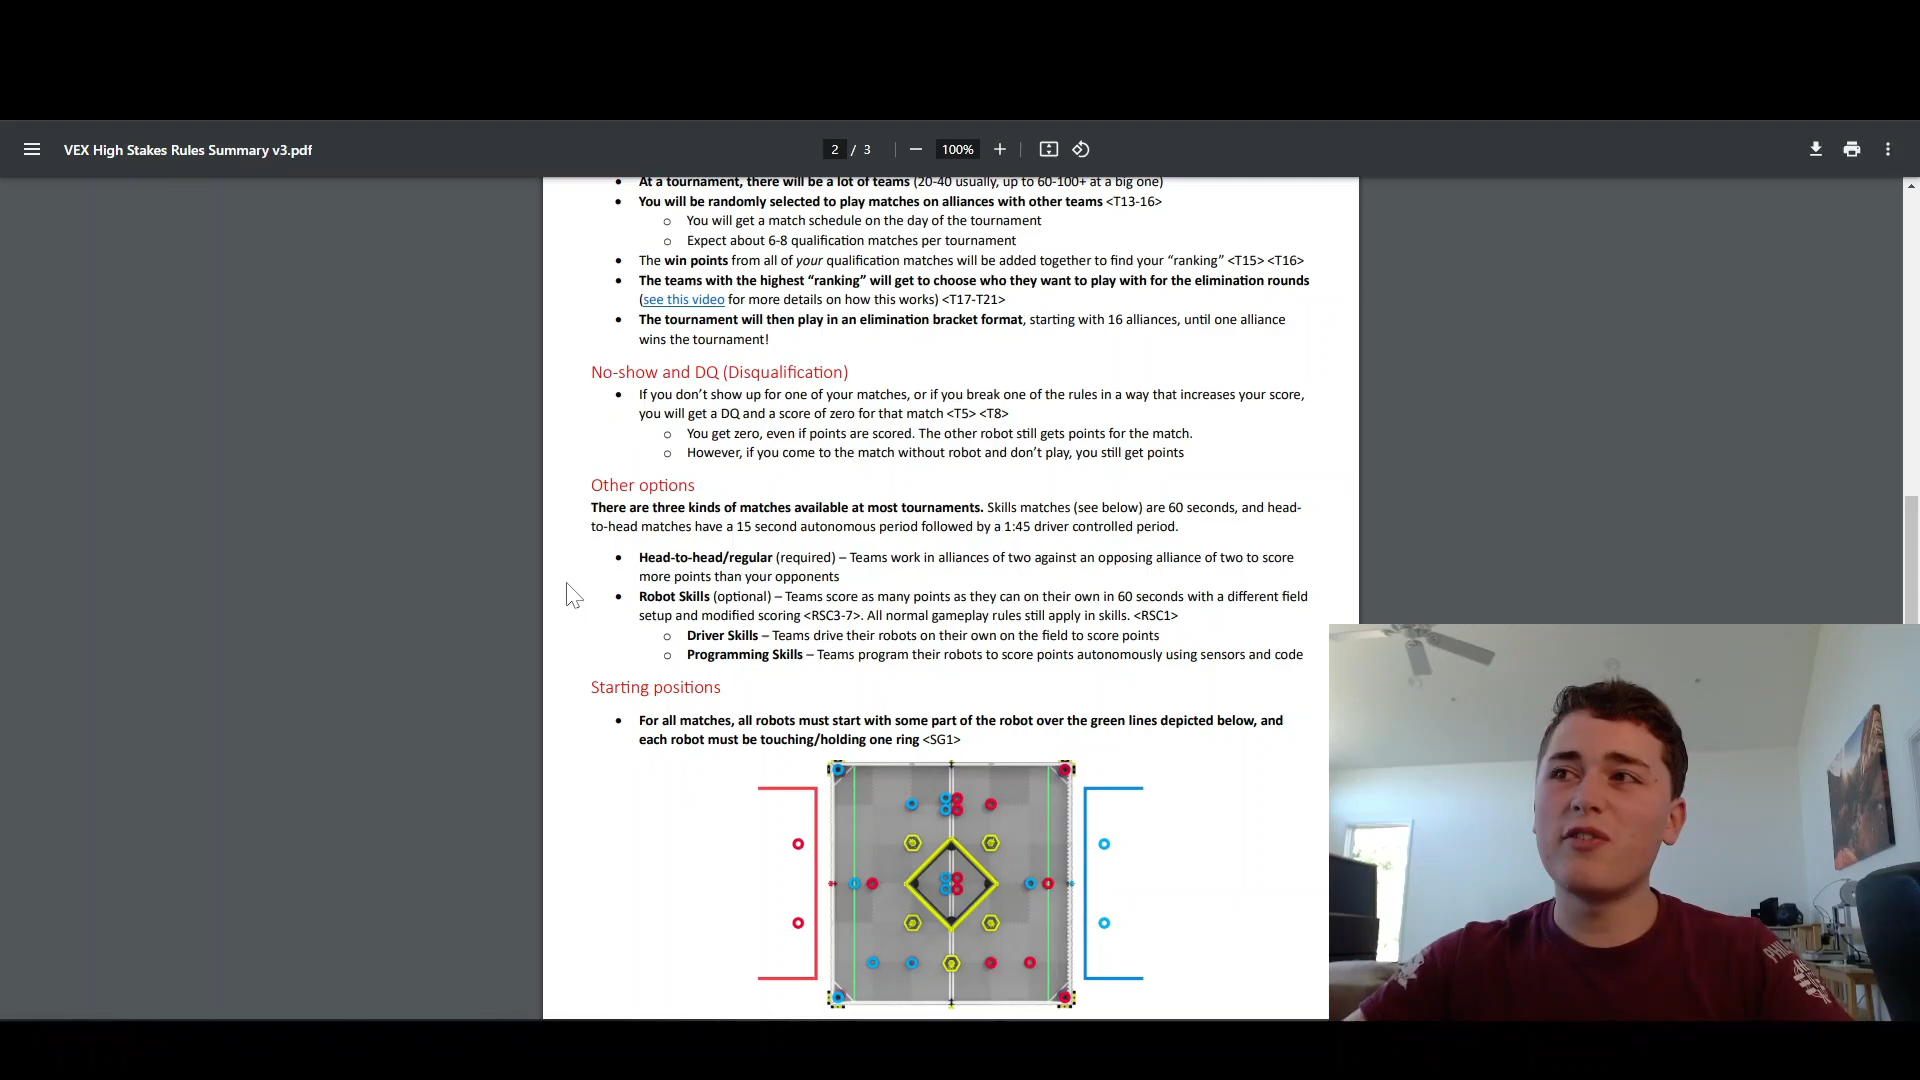 VEX High Stakes Rules Summary v3.pdf
2 / 3
100%
• At a tournament, there will be a lot of teams (20-40 usually, up to 60-100+ at a big one)
• You will be randomly selected to play matches on alliances with other teams <T13-16>
o You will get a match schedule on the day of the tournament
o Expect about 6-8 qualification matches per tournament
• The win points from all of your qualification matches will be added together to find your “ranking” <T15> <T16>
• The teams with the highest “ranking” will get to choose who they want to play with for the elimination rounds
(see this video for more details on how this works) <T17-T21>
• The tournament will then play in an elimination bracket format, starting with 16 alliances, until one alliance
wins the tournament!
No-show and DQ (Disqualification)
• If you don’t show up for one of your matches, or if you break one of the rules in a way that increases your score,
you will get a DQ and a score of zero for that match <T5> <T8>
o You get zero, even if points are scored. The other robot still gets points for the match.
o However, if you come to the match without robot and don’t play, you still get points
Other options
There are three kinds of matches available at most tournaments. Skills matches (see below) are 60 seconds, and head-
to-head matches have a 15 second autonomous period followed by a 1:45 driver controlled period.
• Head-to-head/regular (required) – Teams work in alliances of two against an opposing alliance of two to score
more points than your opponents
• Robot Skills (optional) – Teams score as many points as they can on their own in 60 seconds with a different field
setup and modified scoring <RSC3-7>. All normal gameplay rules still apply in skills. <RSC1>
o Driver Skills – Teams drive their robots on their own on the field to score points
o Programming Skills – Teams program their robots to score points autonomously using sensors and code
Starting positions
• For all matches, all robots must start with some part of the robot over the green lines depicted below, and
each robot must be touching/holding one ring <SG1>